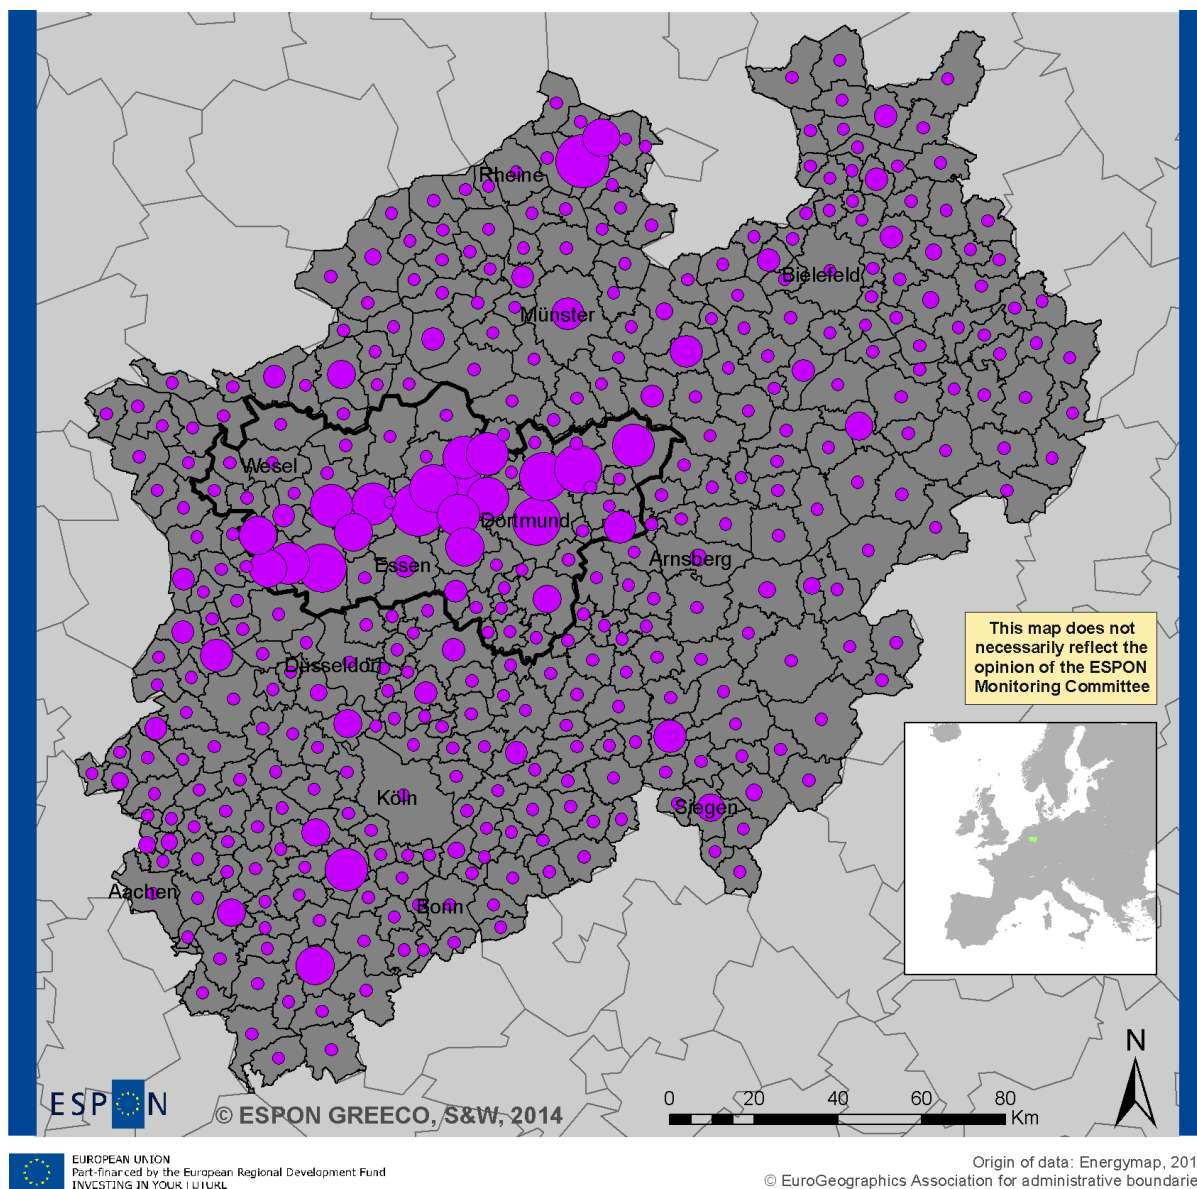 Rheine
Bielefeld
Münster
Wesel
Dortmund
Essen
Arnsberg
This map does not
necessarily reflect the
opinion of the ESPON
Monitoring Committee
Düsseldorf
Köln
Siegen
Aachen
Bonn
N
ESPON
© ESPON GREECO, S&W, 2014
0 20 40 60 80
Km
EUROPEAN UNION
Part-financed by the European Regional Development Fund
INVESTING IN YOUR FUTURE
Origin of data: Energymap, 201
© EuroGeographics Association for administrative boundarie